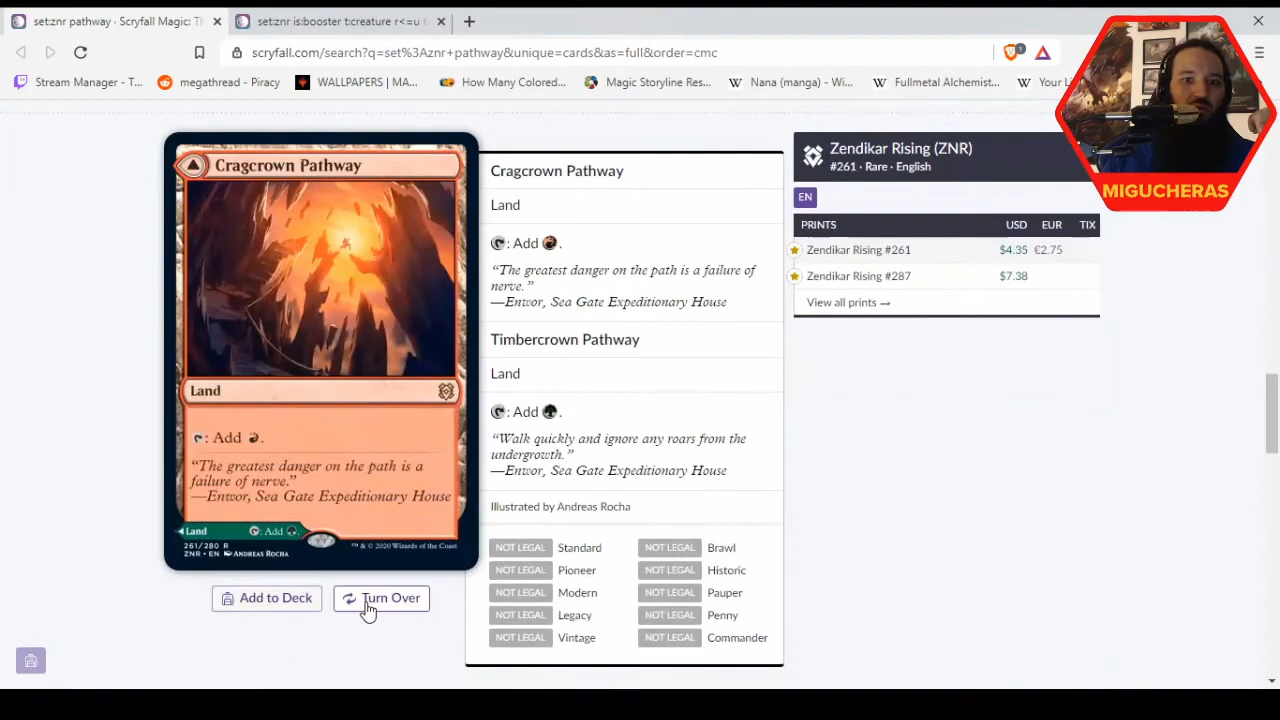 set:znr pathway · Scryfall Magic: Th
set:znr is:booster t:creature r<=u t
scryfall.com/search?q=set%3Aznr+pathway&unique=cards&as=full&order=cmc
1
Stream Manager - T...
megathread - Piracy
WALLPAPERS | MA...
How Many Colored...
Magic Storyline Res...
Nana (manga) - Wi...
Fullmetal Alchemist...
Your Li
MIGUCHERAS
Cragcrown Pathway
Land
: Add .
“The greatest danger on the path is a
failure of nerve.”
—Enwor, Sea Gate Expeditionary House
Land : Add .
261/280 R
ZNR • EN ANDREAS ROCHA
™ & © 2020 Wizards of the Coast
Add to Deck
Turn Over
Cragcrown Pathway
Land
: Add .
“The greatest danger on the path is a failure of
nerve.”
—Enwor, Sea Gate Expeditionary House
Timbercrown Pathway
Land
: Add .
“Walk quickly and ignore any roars from the
undergrowth.”
—Enwor, Sea Gate Expeditionary House
Illustrated by Andreas Rocha
NOT LEGAL Standard NOT LEGAL Brawl
NOT LEGAL Pioneer NOT LEGAL Historic
NOT LEGAL Modern NOT LEGAL Pauper
NOT LEGAL Legacy NOT LEGAL Penny
NOT LEGAL Vintage NOT LEGAL Commander
Zendikar Rising (ZNR)
#261 · Rare · English
EN
PRINTS USD EUR TIX
Zendikar Rising #261 $4.35 €2.75
Zendikar Rising #287 $7.38
View all prints →